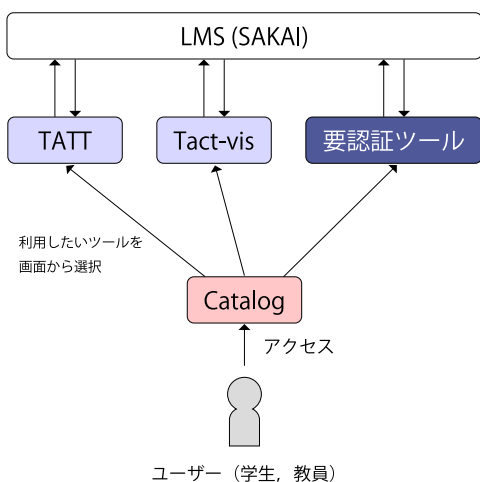 LMS (SAKAI)
TATT
Tact-vis
要認証ツール
利用したいツールを
画面から選択
Catalog
アクセス
ユーザー（学生，教員）